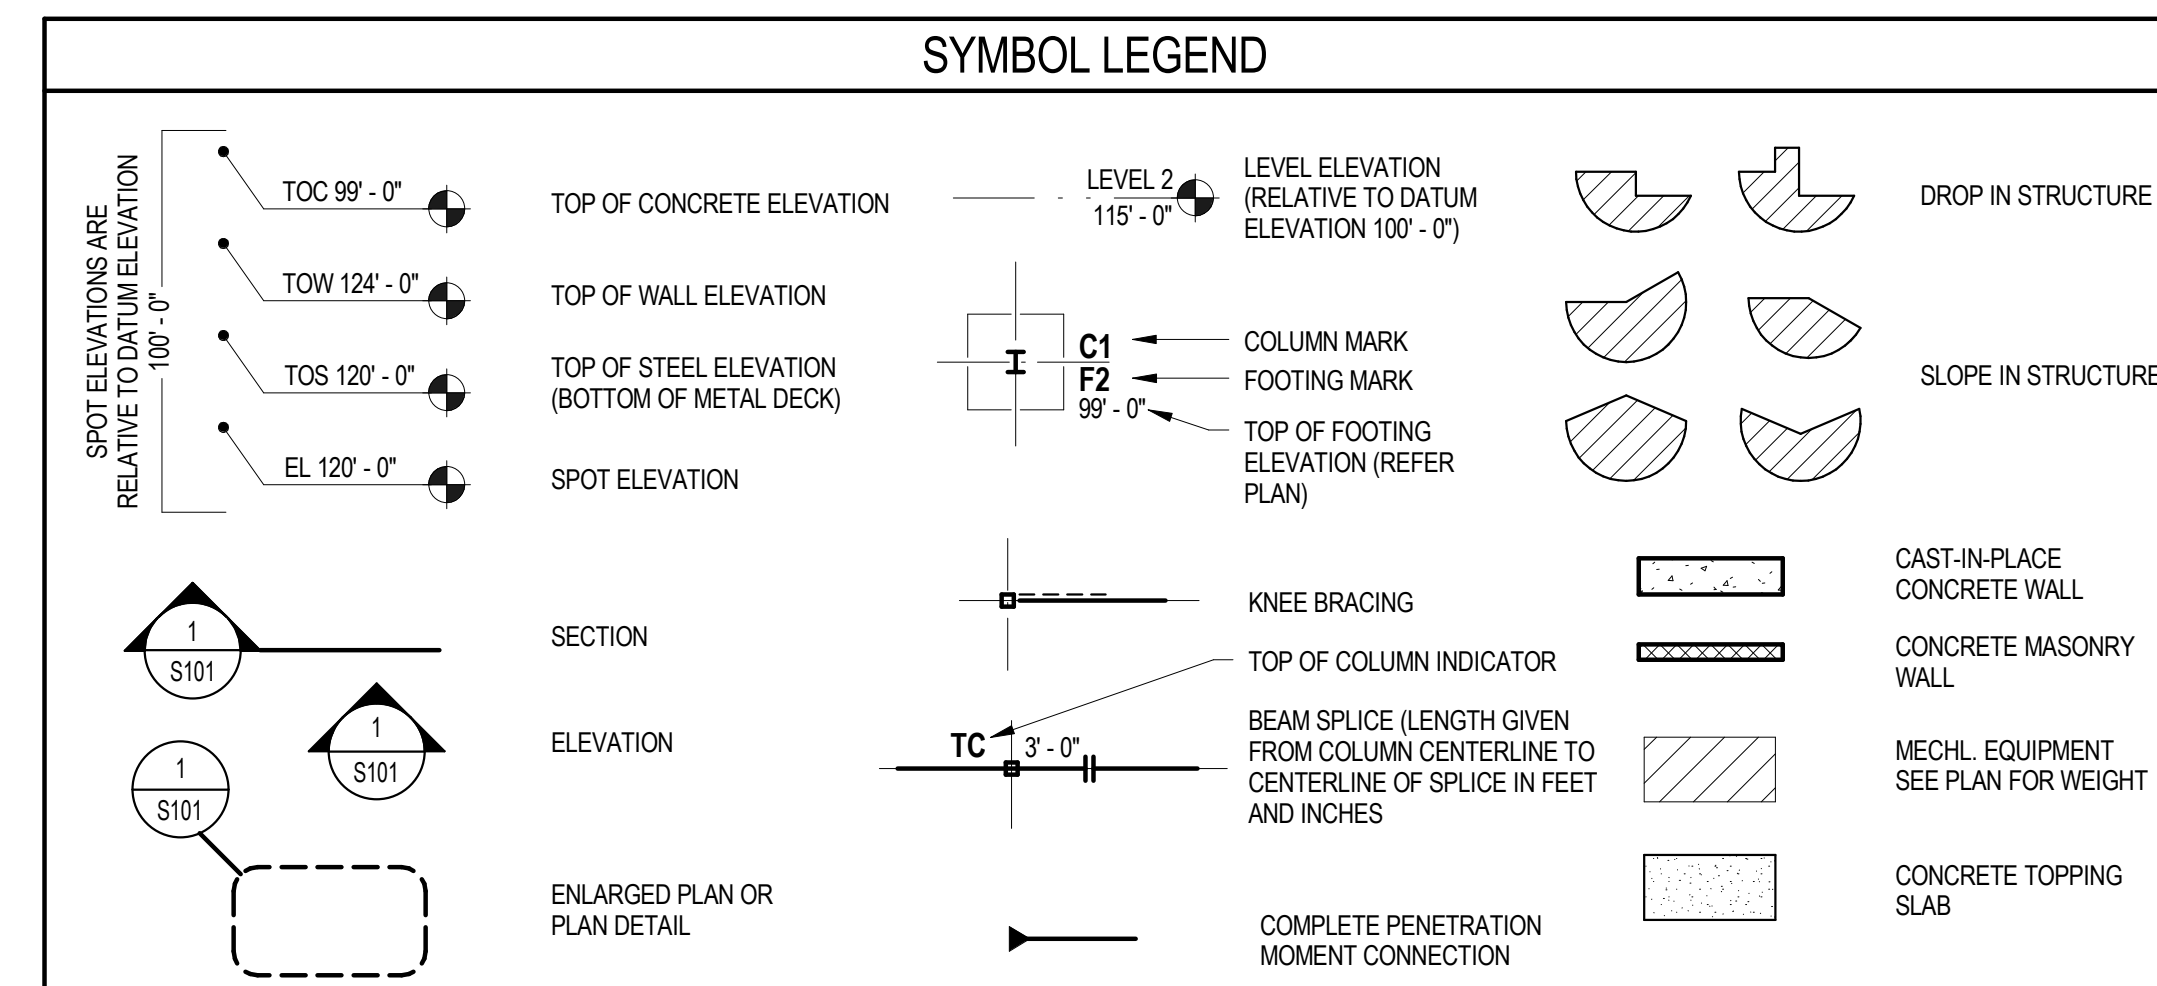 SYMBOL LEGEND
SPOT ELEVATIONS ARE
RELATIVE TO DATUM ELEVATION
100' - 0"
TOC 99' - 0"
TOP OF CONCRETE ELEVATION
TOW 124' - 0"
TOP OF WALL ELEVATION
TOS 120' - 0"
TOP OF STEEL ELEVATION
(BOTTOM OF METAL DECK)
EL 120' - 0"
SPOT ELEVATION
1
S101
SECTION
1
S101
ELEVATION
1
S101
ENLARGED PLAN OR
PLAN DETAIL
LEVEL 2
115' - 0"
LEVEL ELEVATION
(RELATIVE TO DATUM
ELEVATION 100' - 0")
C1
COLUMN MARK
F2
FOOTING MARK
99' - 0"
TOP OF FOOTING
ELEVATION (REFER
PLAN)
KNEE BRACING
TOP OF COLUMN INDICATOR
TC
3' - 0"
BEAM SPLICE (LENGTH GIVEN
FROM COLUMN CENTERLINE TO
CENTERLINE OF SPLICE IN FEET
AND INCHES
COMPLETE PENETRATION
MOMENT CONNECTION
DROP IN STRUCTURE
SLOPE IN STRUCTURE
CAST-IN-PLACE
CONCRETE WALL
CONCRETE MASONRY
WALL
MECHL. EQUIPMENT
SEE PLAN FOR WEIGHT
CONCRETE TOPPING
SLAB